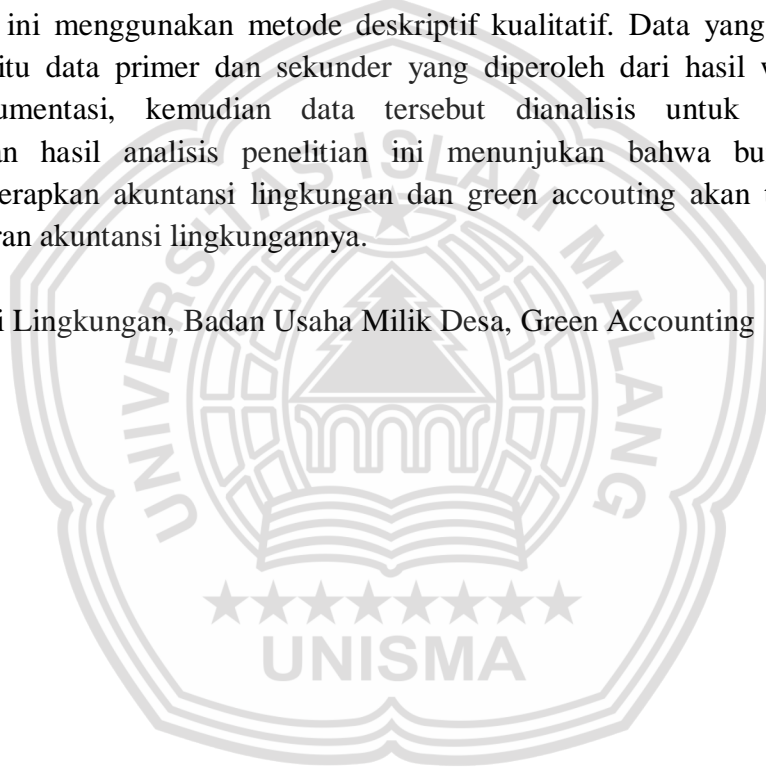 ini menggunakan metode deskriptif kualitatif. Data yang
itu data primer dan sekunder yang diperoleh dari hasil
umentasi, kemudian data tersebut dianalisis untuk
an hasil analisis penelitian ini menunjukan bahwa bu
erapkan akuntansi lingkungan dan green accouting akan
ran akuntansi lingkungannya.
i Lingkungan, Badan Usaha Milik Desa, Green Accounting
UNIVERSITAS ISLAM MALANG
UNISMA